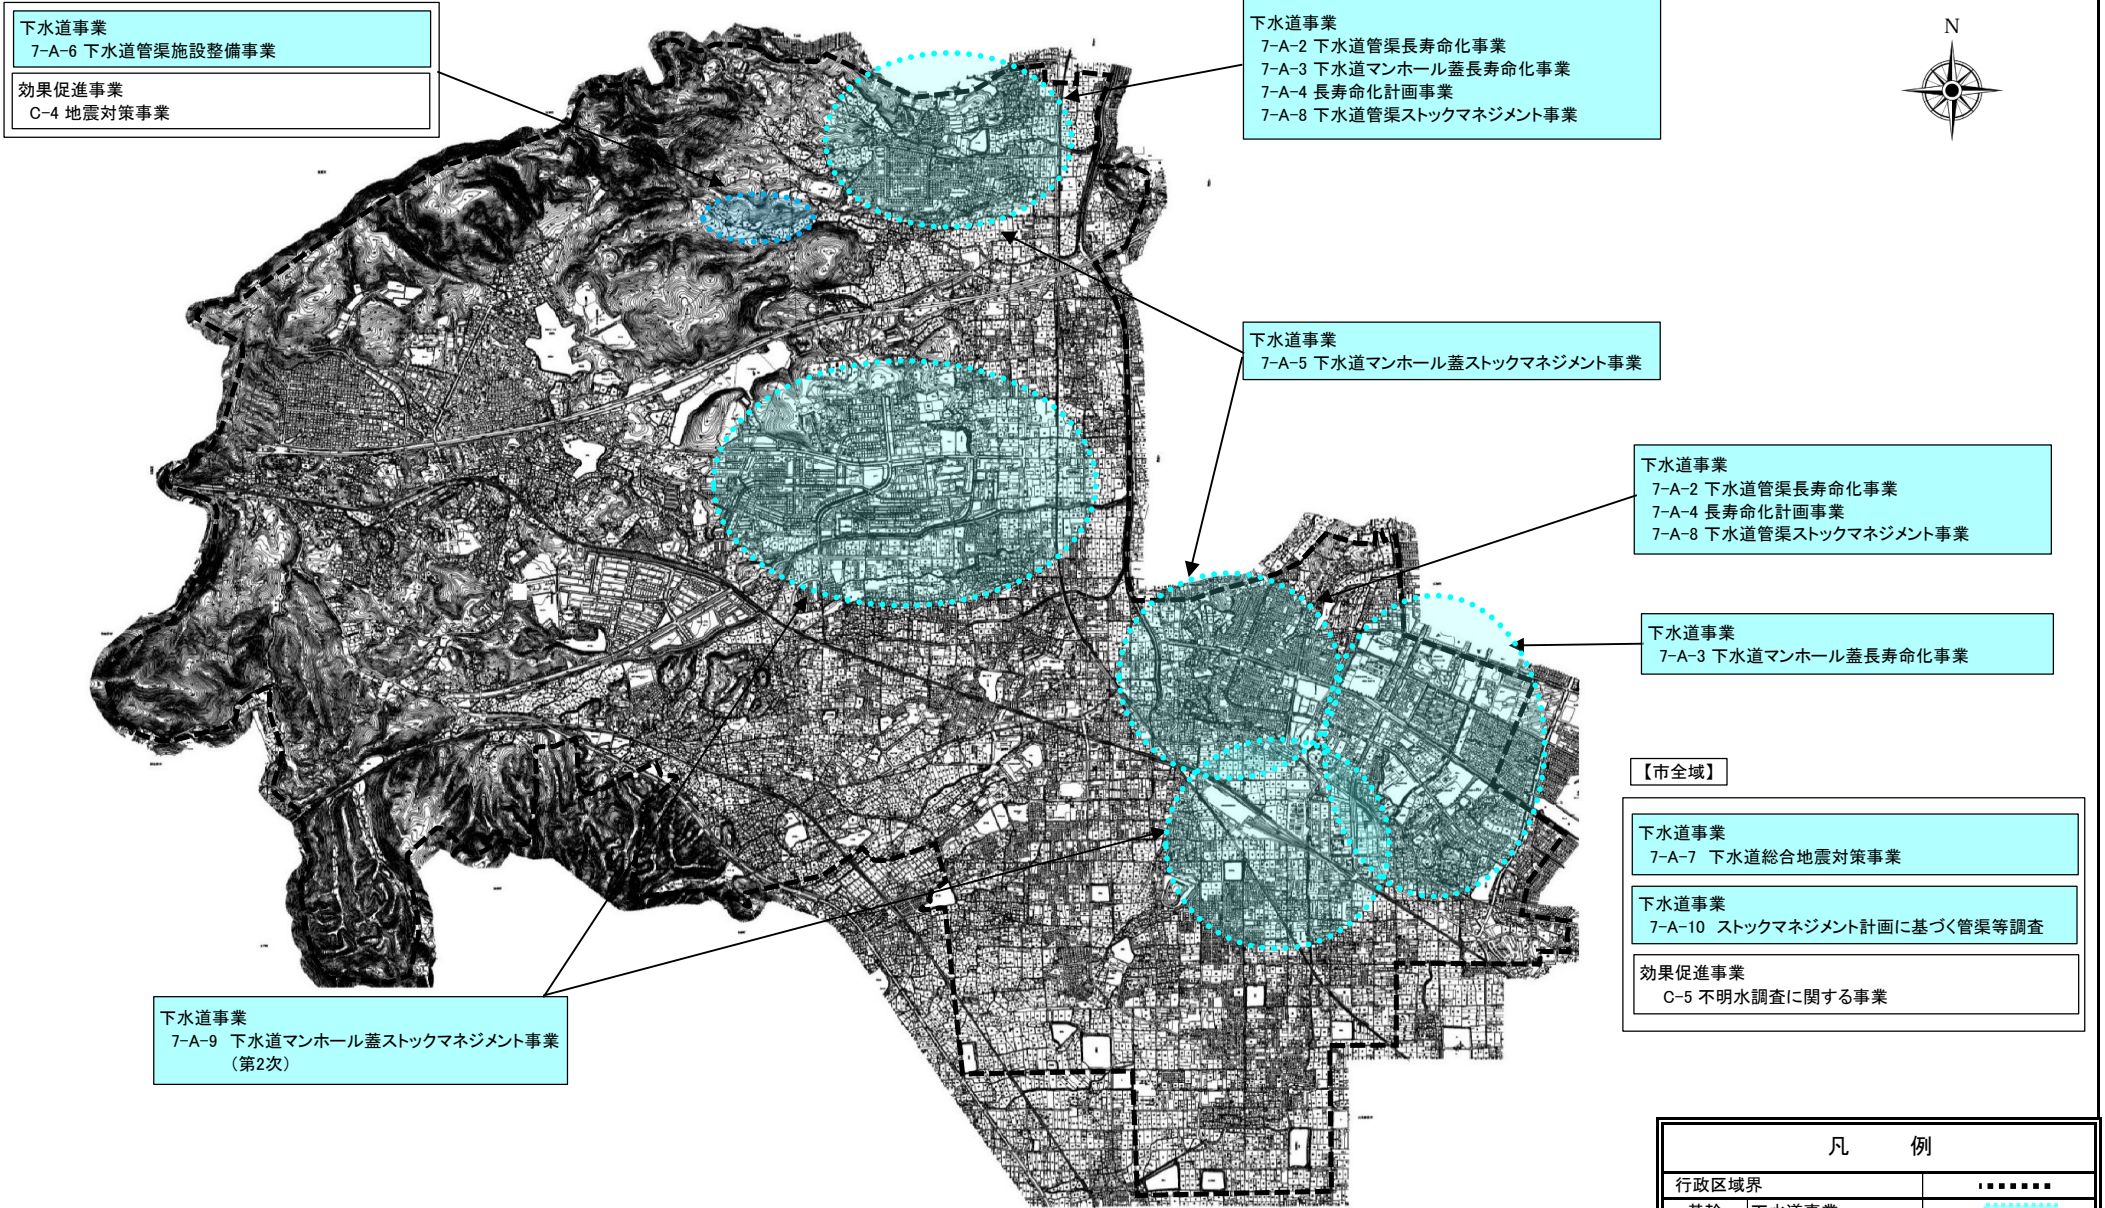 下水道事業
7-A-6 下水道管渠施設整備事業
効果促進事業
C-4 地震対策事業
下水道事業
7-A-2 下水道管渠長寿命化事業
7-A-3 下水道マンホール蓋長寿命化事業
7-A-4 長寿命化計画事業
7-A-8 下水道管渠ストックマネジメント事業
N
下水道事業
7-A-5 下水道マンホール蓋ストックマネジメント事業
下水道事業
7-A-2 下水道管渠長寿命化事業
7-A-4 長寿命化計画事業
7-A-8 下水道管渠ストックマネジメント事業
下水道事業
7-A-3 下水道マンホール蓋長寿命化事業
【市全域】
下水道事業
7-A-7 下水道総合地震対策事業
下水道事業
7-A-10 ストックマネジメント計画に基づく管渠等調査
効果促進事業
C-5 不明水調査に関する事業
下水道事業
7-A-9 下水道マンホール蓋ストックマネジメント事業
(第2次)
凡 例
行政区域界
基幹 下水道事業